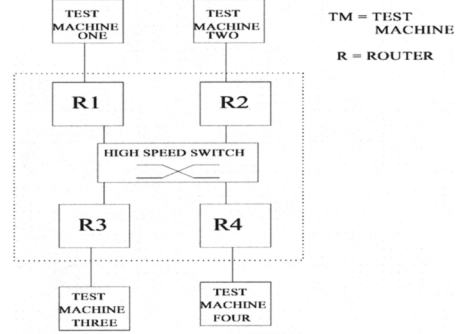 TEST
MACHINE
ONE
TEST
MACHINE
TWO
TM = TEST
MACHINE
R = ROUTER
R1
R2
HIGH SPEED SWITCH
R3
R4
TEST
MACHINE
THREE
TEST
MACHINE
FOUR